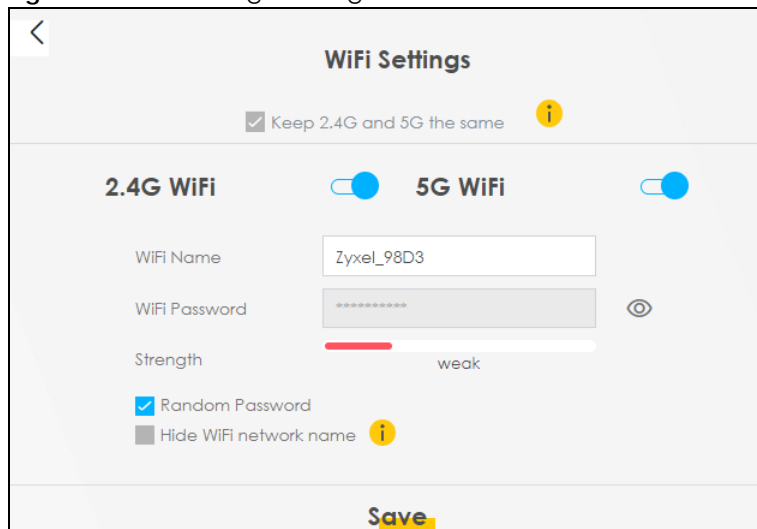 WiFi Settings
Keep 2.4G and 5G the same i
2.4G WiFi 5G WiFi
WiFi Name Zyxel_98D3
WiFi Password **********
Strength
weak
Random Password
Hide WiFi network name i
Save